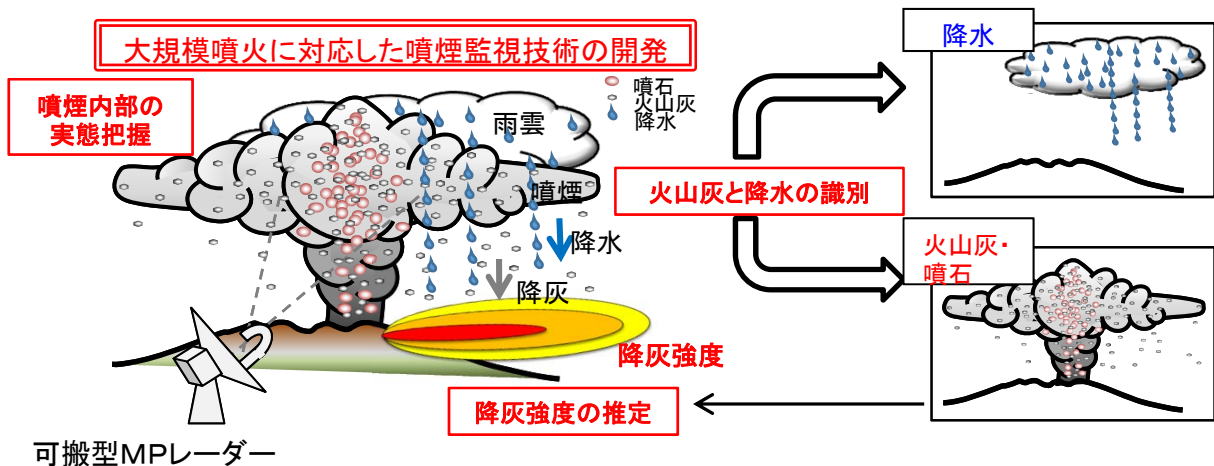 大規模噴火に対応した噴煙監視技術の開発
噴煙内部の
実態把握
噴石
火山灰
降水
雨雲
噴煙
降水
降灰
降灰強度
降灰強度の推定
可搬型MPレーダー
火山灰と降水の識別
降水
火山灰・
噴石